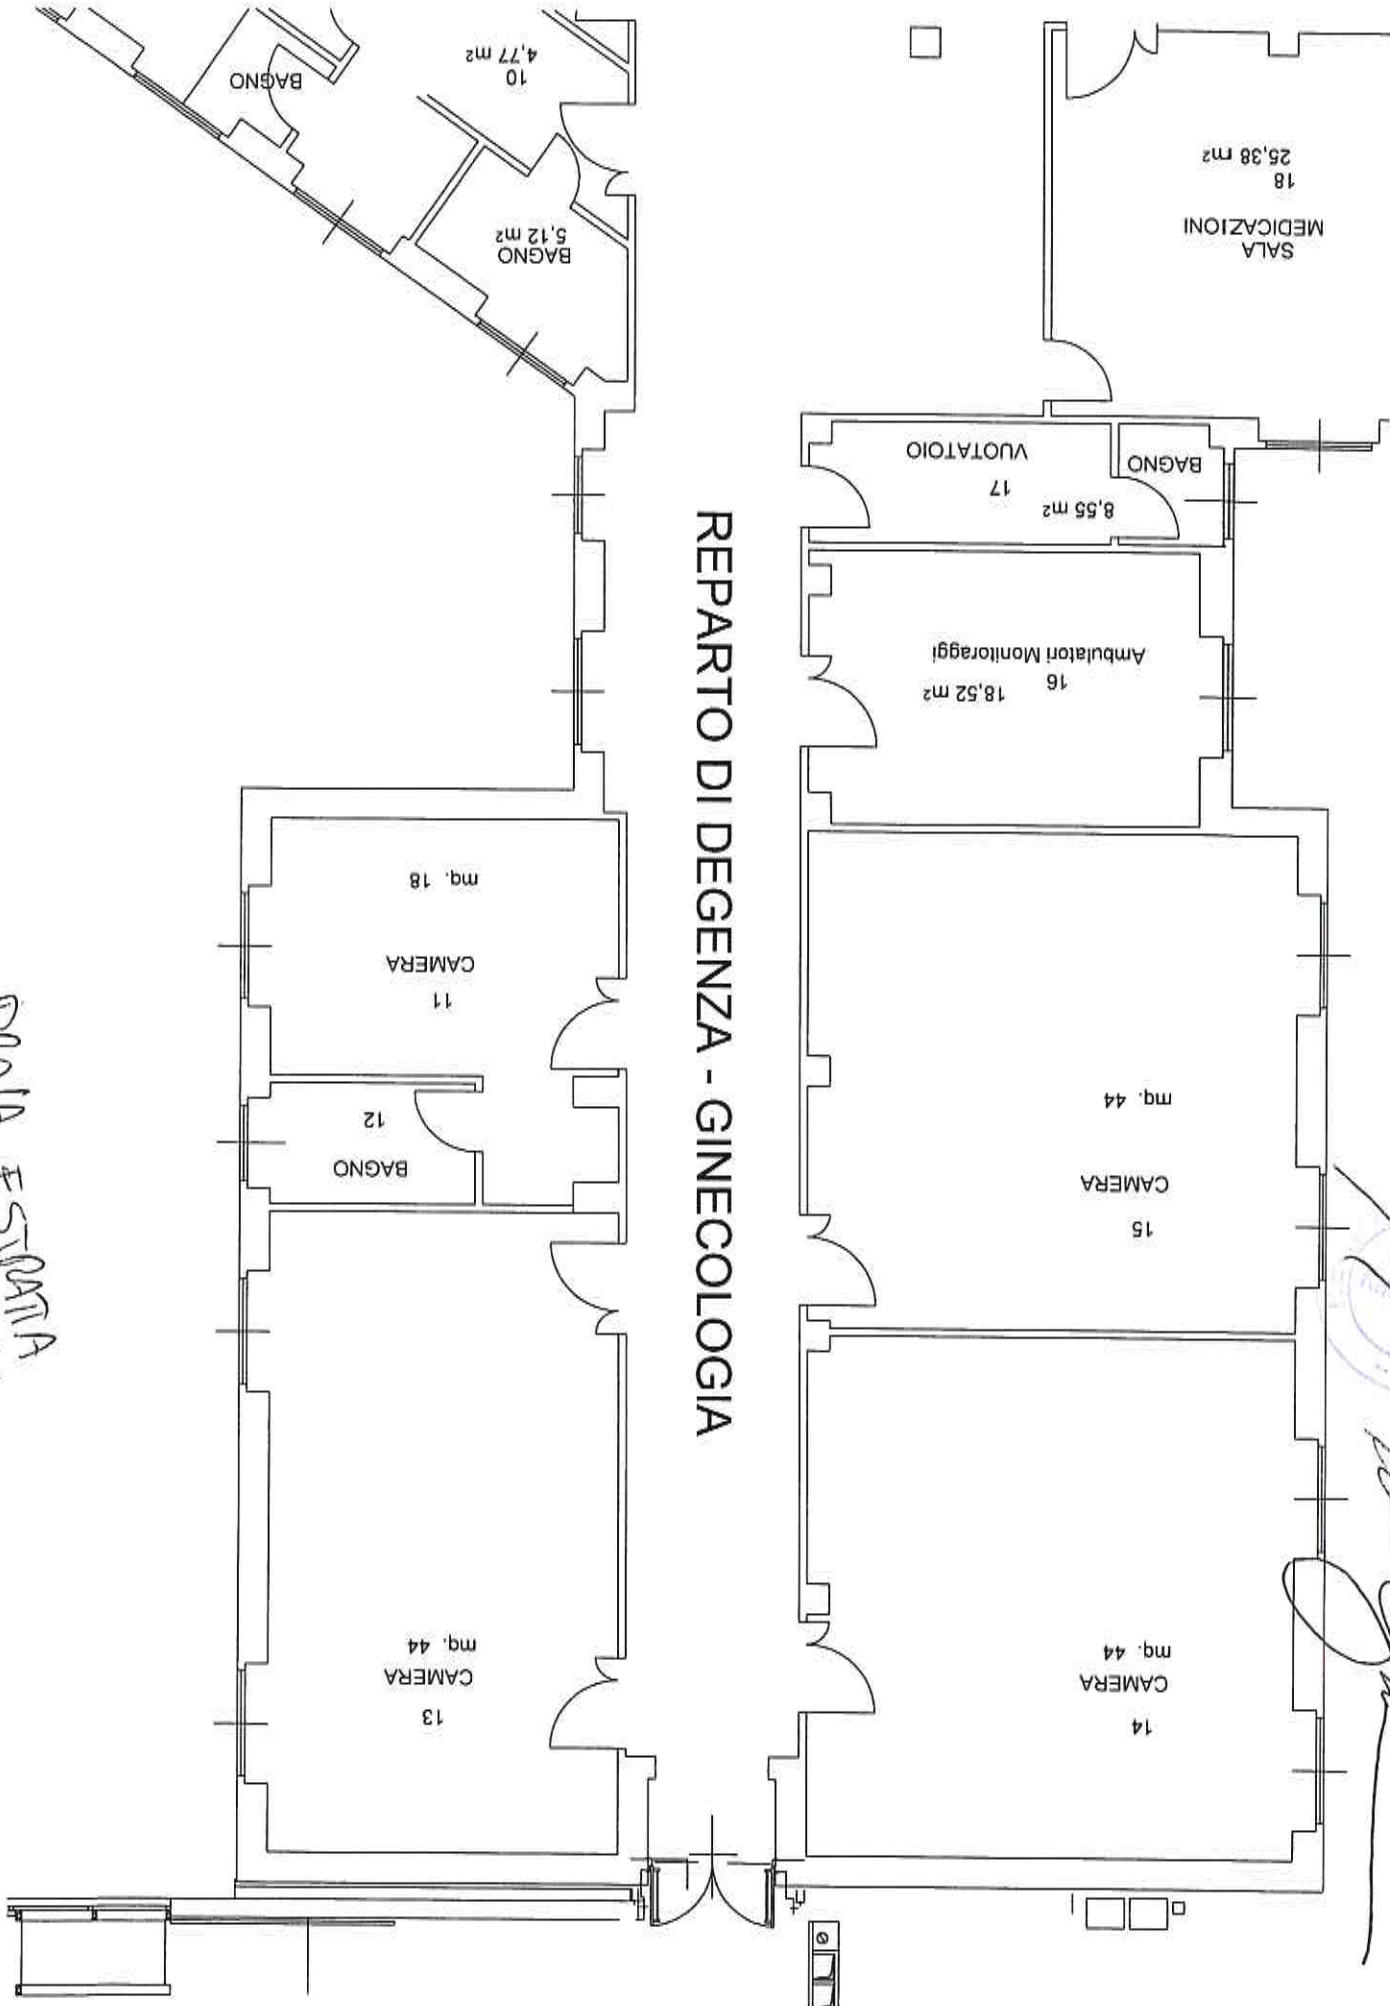 REPARTO DI DEGENZA - GINECOLOGIA
BAGNO
10
4,77 m²
BAGNO
5,12 m²
SALA
MEDICAZIONI
18
25,38 m²
VUOTATOIO
17
8,55 m²
BAGNO
Ambulatori Monitoraggi
16
18,52 m²
11
CAMERA
mq. 18
12
BAGNO
15
CAMERA
mq. 44
13
CAMERA
mq. 44
14
CAMERA
mq. 44
ESTRATTA